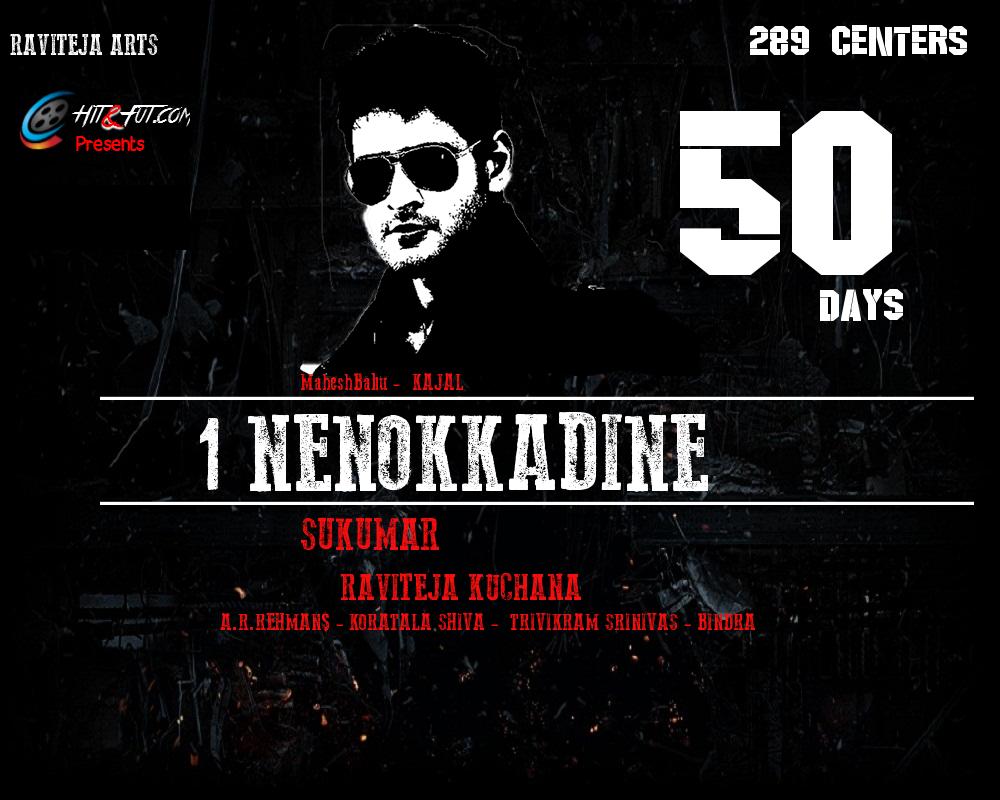 RAVITEJA ARTS
289 CENTERS
HIT&FUT.COM
Presents
50
DAYS
MaheshBabu - KAJAL
1 NENOKKADINE
SUKUMAR
RAVITEJA KUCHANA
A.R.REHMAN$ - KORATALA.SHIVA - TRIVIKRAM SRINIVAS - BINDRA